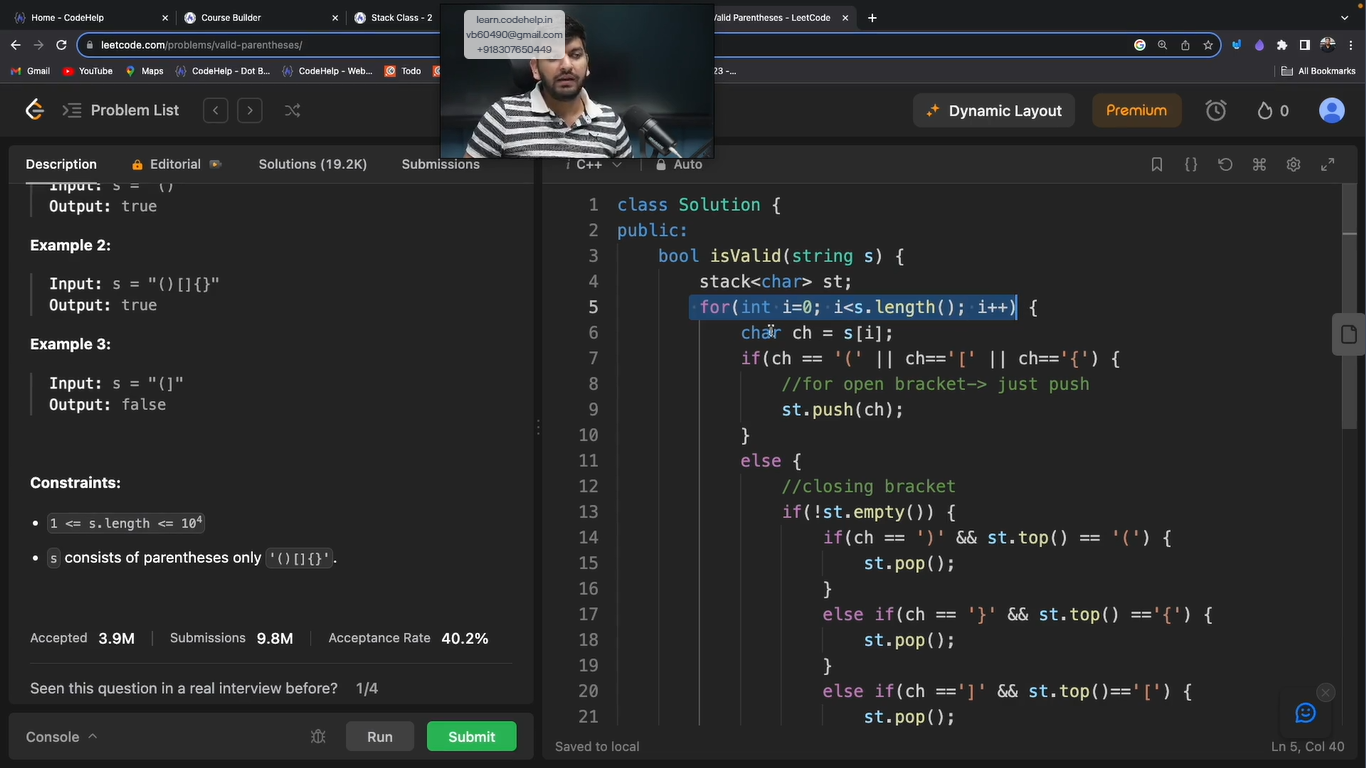 Home - CodeHelp
Course Builder
Stack Class - 2
Valid Parentheses - LeetCode
leetcode.com/problems/valid-parentheses/
learn.codehelp.in
vb60490@gmail.com
+918307650449
Gmail
YouTube
Maps
CodeHelp - Dot B...
CodeHelp - Web...
Todo
23 –...
All Bookmarks
Problem List
Dynamic Layout
Premium
0
Description
Editorial
Solutions (19.2K)
Submissions
C++
Auto
Input: s = "()"
Output: true
Example 2:
Input: s = "()[]{}"
Output: true
Example 3:
Input: s = "(]"
Output: false
Constraints:
• 1 <= s.length <= 10⁴
• s consists of parentheses only '()[]{}'.
Accepted 3.9M
Submissions 9.8M
Acceptance Rate 40.2%
Seen this question in a real interview before? 1/4
Console
Run
Submit
1 class Solution {
2 public:
3 bool isValid(string s) {
4 stack<char> st;
5 for(int i=0; i<s.length(); i++) {
6 char ch = s[i];
7 if(ch == '(' || ch=='[' || ch=='{') {
8 //for open bracket-> just push
9 st.push(ch);
10 }
11 else {
12 //closing bracket
13 if(!st.empty()) {
14 if(ch == ')' && st.top() == '(') {
15 st.pop();
16 }
17 else if(ch == '}' && st.top() =='{') {
18 st.pop();
19 }
20 else if(ch ==']' && st.top()=='[') {
21 st.pop();
Saved to local
Ln 5, Col 40